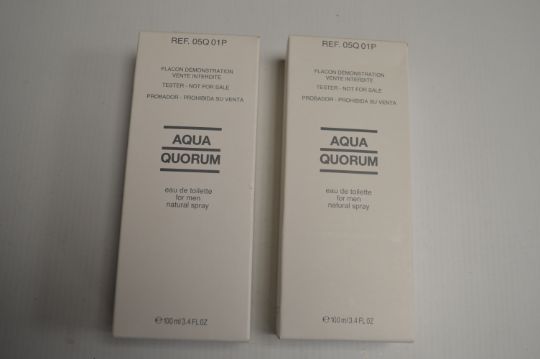 REF. 05Q 01P
FLACON DEMONSTRATION
VENTE INTERDITE
TESTER - NOT FOR SALE
PROBADOR - PROHIBIDA SU VENTA
AQUA
QUORUM
eau de toilette
for men
natural spray
℮ 100 ml/3.4 FL.OZ
REF. 05Q 01P
FLACON DEMONSTRATION
VENTE INTERDITE
TESTER - NOT FOR SALE
PROBADOR - PROHIBIDA SU VENTA
AQUA
QUORUM
eau de toilette
for men
natural spray
℮ 100 ml/3.4 FL.OZ